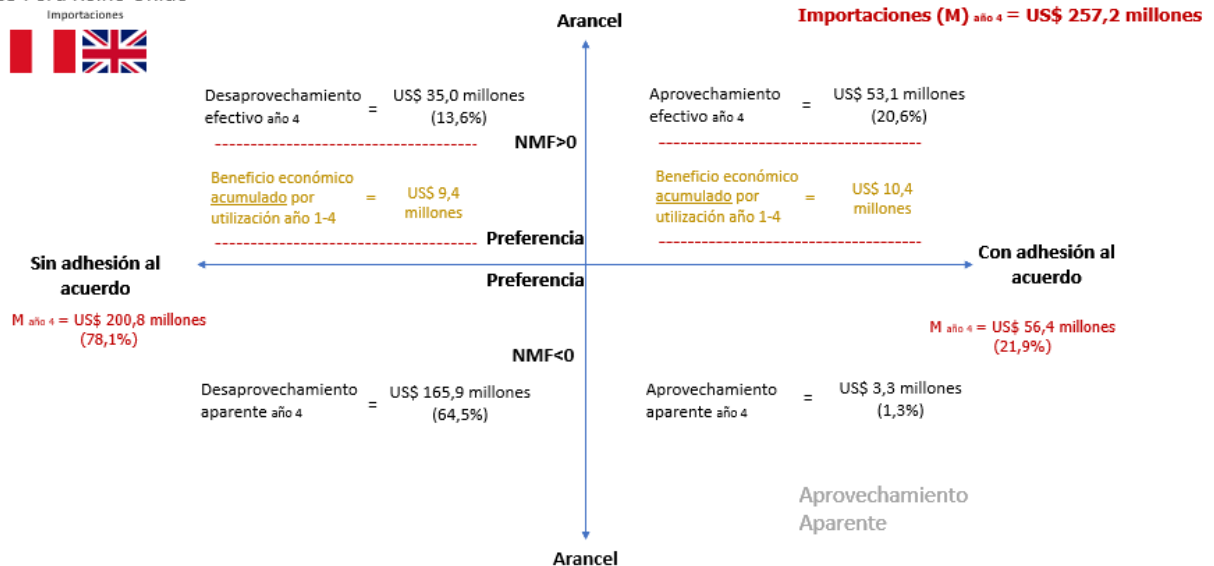 Perú Reino Unido
Importaciones
Arancel
Importaciones (M) año 4 = US$ 257,2 millones
Desaprovechamiento
efectivo año 4
=
US$ 35,0 millones
(13,6%)
Aprovechamiento
efectivo año 4
=
US$ 53,1 millones
(20,6%)
NMF>0
Beneficio económico
acumulado por
utilización año 1-4
=
US$ 9,4
millones
Beneficio económico
acumulado por
utilización año 1-4
=
US$ 10,4
millones
Preferencia
Sin adhesión al
acuerdo
Con adhesión al
acuerdo
Preferencia
M año 4 = US$ 200,8 millones
(78,1%)
M año 4 = US$ 56,4 millones
(21,9%)
NMF<0
Desaprovechamiento
aparente año 4
=
US$ 165,9 millones
(64,5%)
Aprovechamiento
aparente año 4
=
US$ 3,3 millones
(1,3%)
Aprovechamiento
Aparente
Arancel